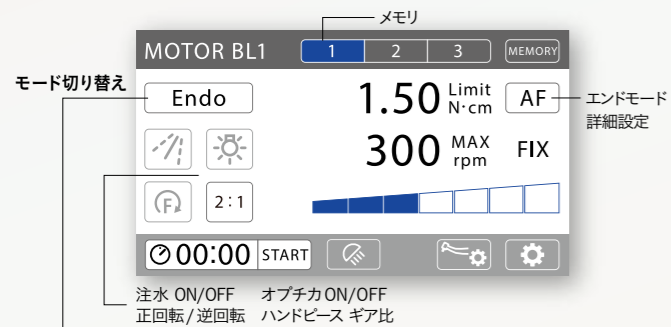 メモリ
MOTOR BL1 1 2 3 MEMORY
モード切り替え
Endo 1.50 Limit N·cm AF
エンドモード
詳細設定
300 MAX rpm FIX
F 2:1
00:00 START
注水 ON/OFF オプチカ ON/OFF
正回転/逆回転 ハンドピース ギア比